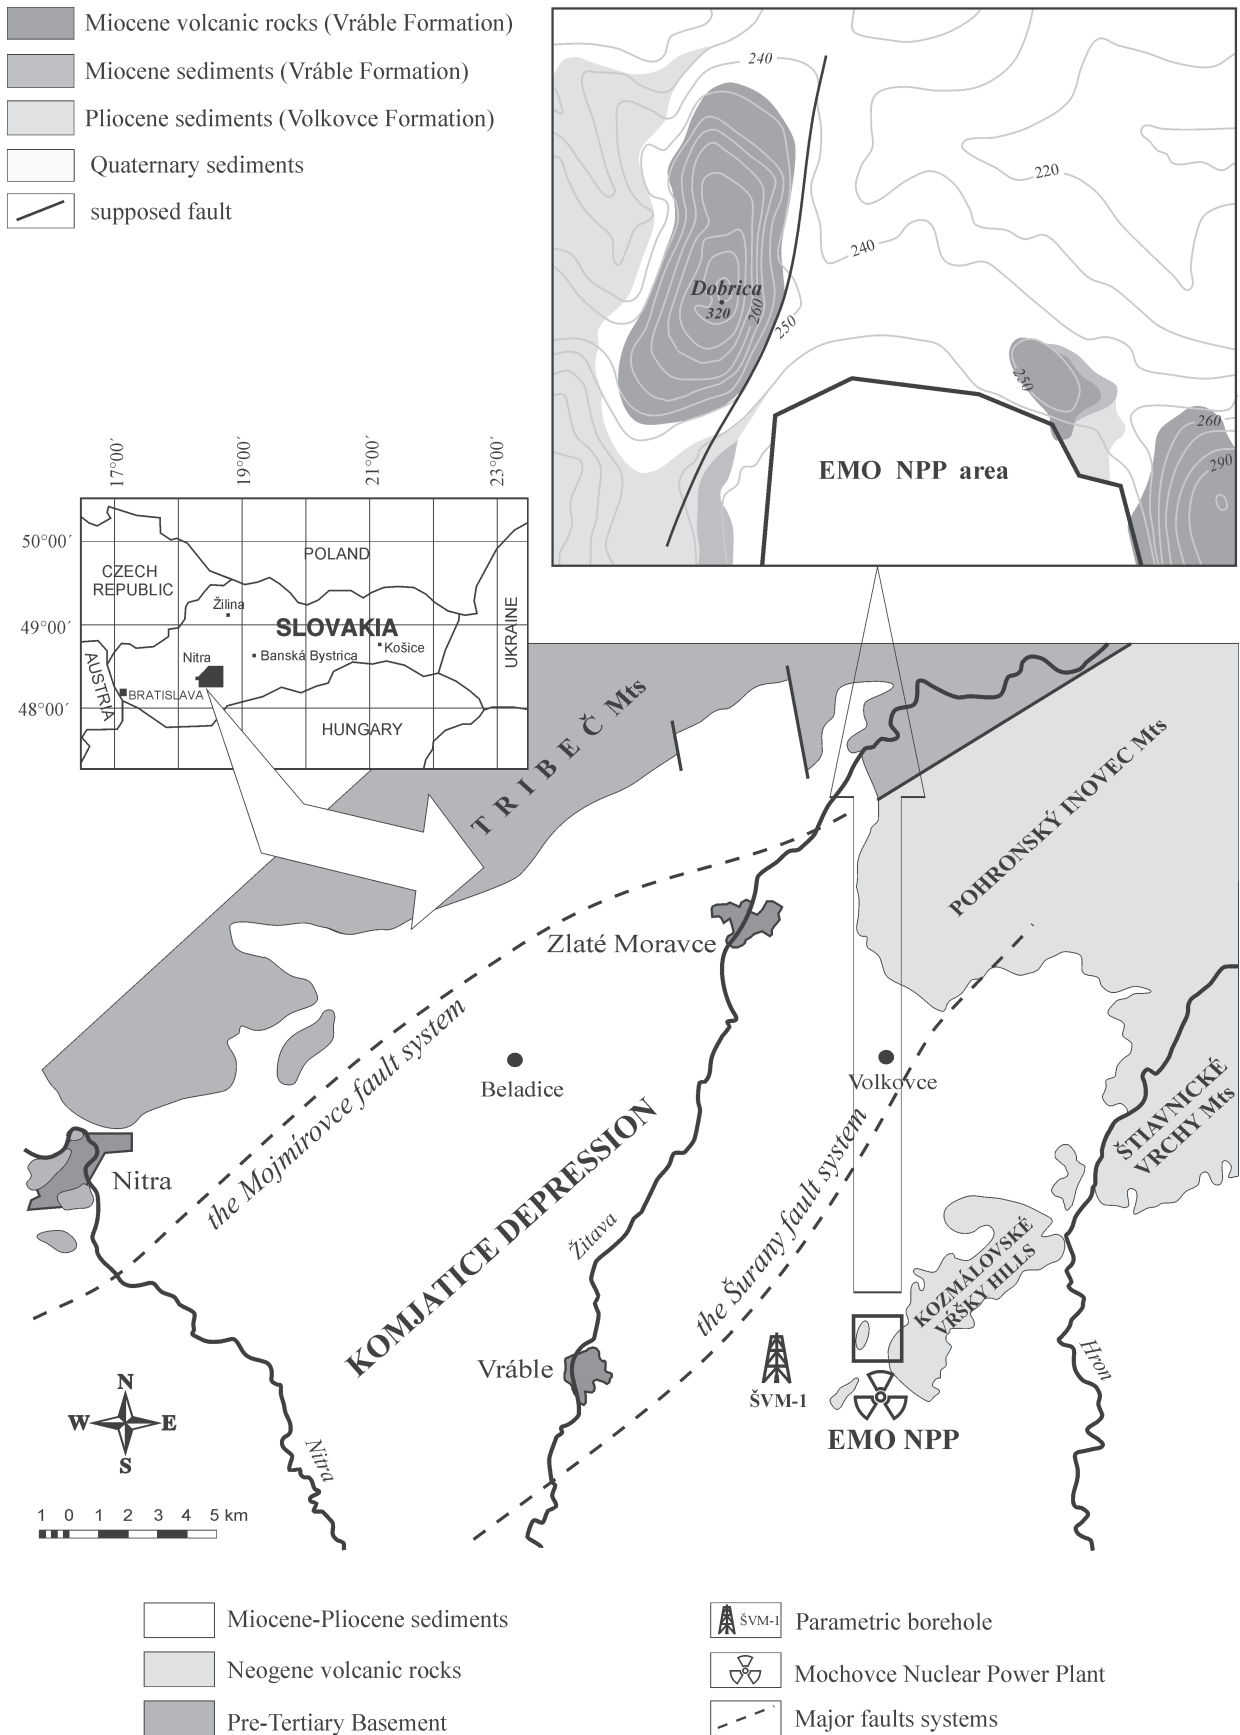 Miocene volcanic rocks (Vráble Formation)
Miocene sediments (Vráble Formation)
Pliocene sediments (Volkovce Formation)
Quaternary sediments
supposed fault
240
220
240
Dobrica
320
260
250
250
260
290
EMO NPP area
17°00´
19°00´
21°00´
23°00´
50°00´
49°00´
48°00´
POLAND
CZECH
REPUBLIC
Žilina
SLOVAKIA
UKRAINE
Nitra
Banská Bystrica
Košice
AUSTRIA
BRATISLAVA
HUNGARY
TRIBEČ Mts
POHRONSKÝ INOVEC Mts
Zlaté Moravce
the Mojmírovce fault system
Beladice
Volkovce
ŠTIAVNICKÉ
VRCHY Mts
Nitra
KOMJATICE DEPRESSION
Žitava
the Šurany fault system
KOZMÁLOVSKÉ
VŔŠKY HILLS
Vráble
ŠVM-1
EMO NPP
Hron
Nitra
N
W E
S
1 0 1 2 3 4 5 km
Miocene-Pliocene sediments
Neogene volcanic rocks
Pre-Tertiary Basement
ŠVM-1 Parametric borehole
Mochovce Nuclear Power Plant
Major faults systems